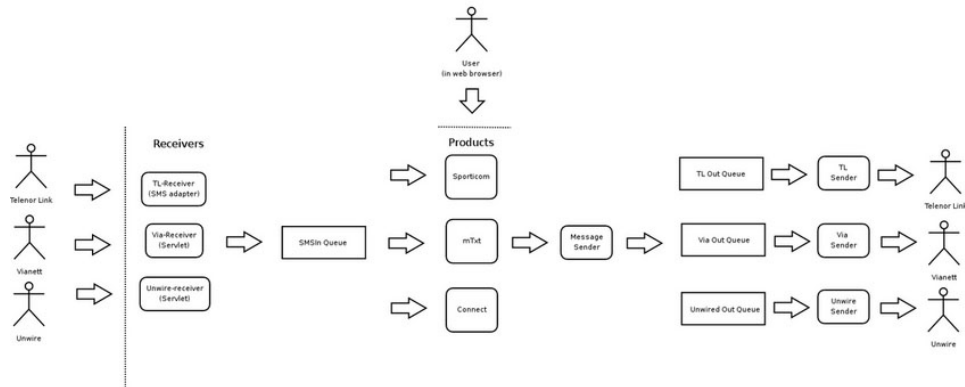 User
(in web browser)
Receivers
Products
Telenor Link
TL-Receiver
(SMS adapter)
Sporticom
TL Out Queue
TL
Sender
Telenor Link
Vianett
Via-Receiver
(Servlet)
SMSIn Queue
mTxt
Message
Sender
Via Out Queue
Via
Sender
Vianett
Unwire
Unwire-receiver
(Servlet)
Connect
Unwired Out Queue
Unwire
Sender
Unwire